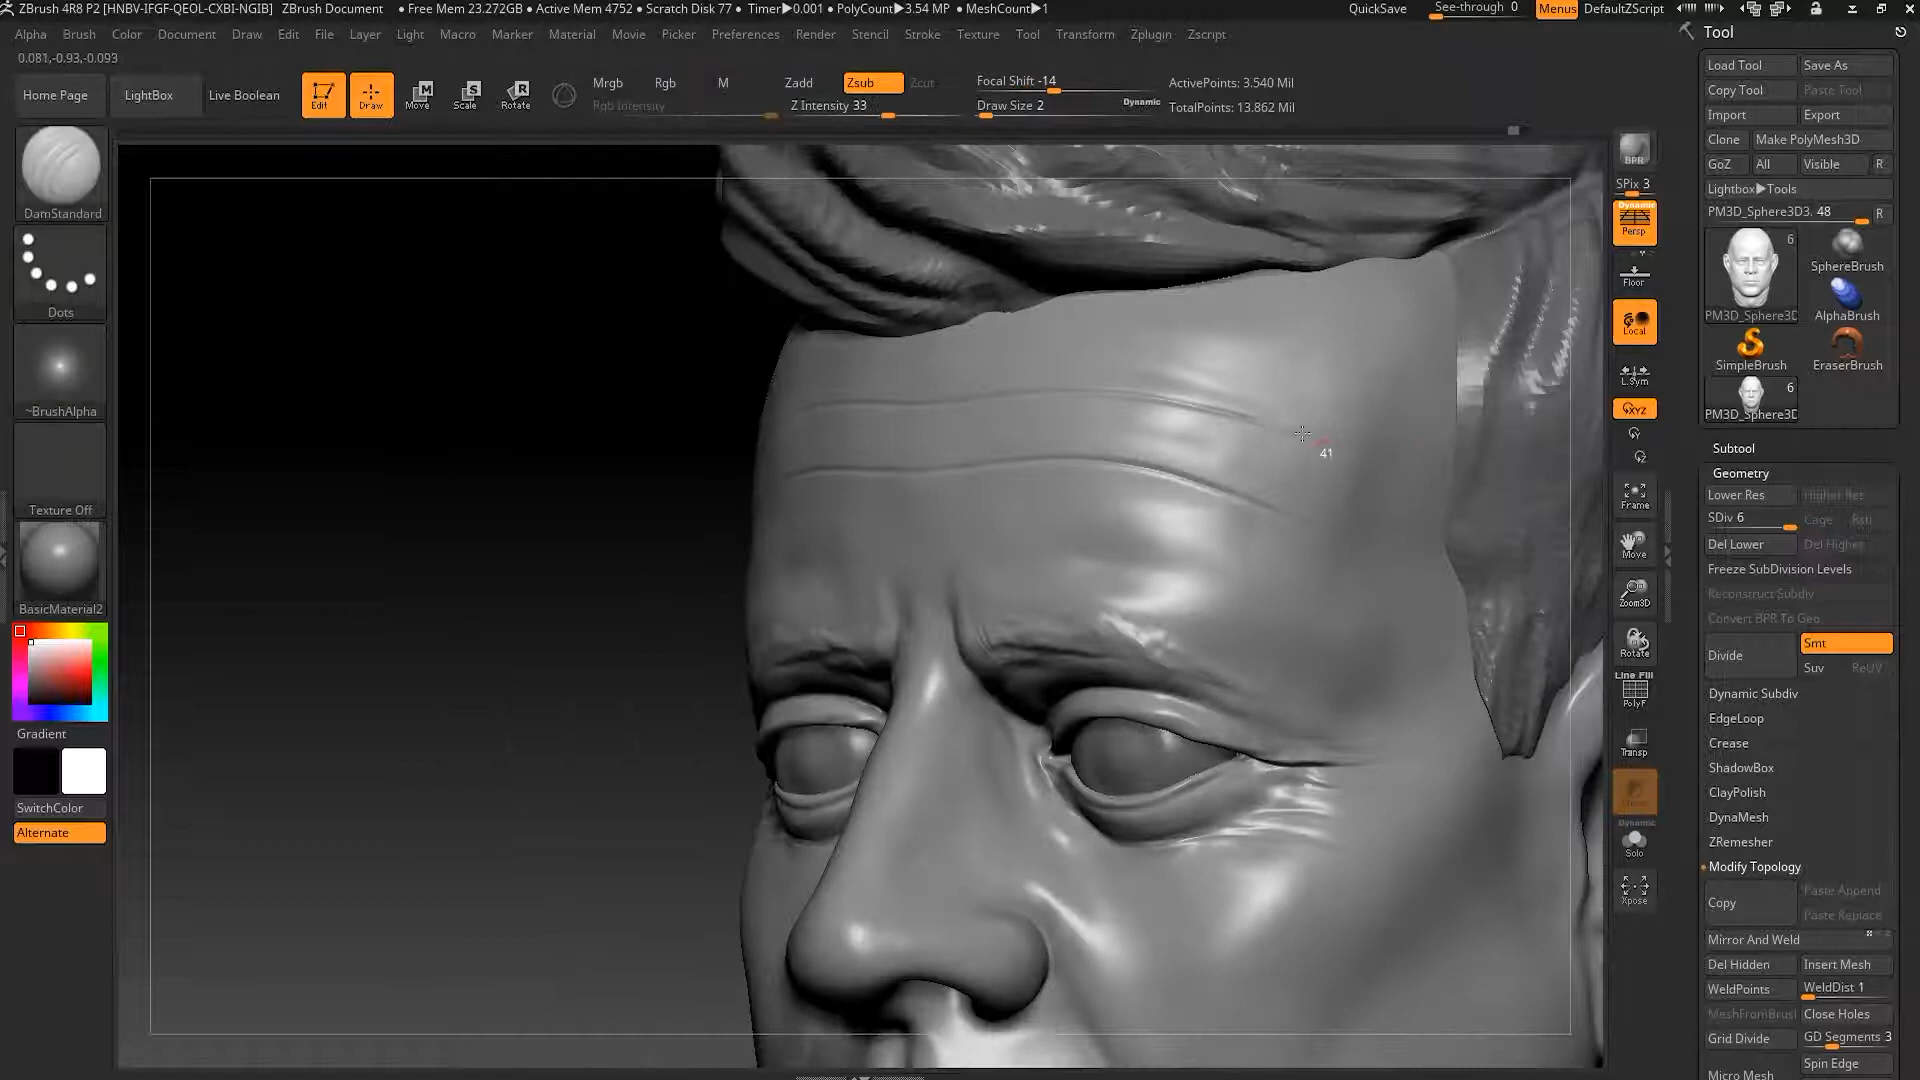 ZBrush 4R8 P2 [HNBV-IFGF-QEOL-CXBI-NGIB] ZBrush Document • Free Mem 23.272GB • Active Mem 4752 • Scratch Disk 77 • Timer▶0.001 • PolyCount▶3.54 MP • MeshCount▶1 QuickSave See-through 0 Menus DefaultZScript
Alpha Brush Color Document Draw Edit File Layer Light Macro Marker Material Movie Picker Preferences Render Stencil Stroke Texture Tool Transform Zplugin Zscript
0.081,-0.93,-0.093
Home Page LightBox Live Boolean Edit Draw Move Scale Rotate
Mrgb Rgb M Zadd Zsub Zcut Focal Shift -14 ActivePoints: 3.540 Mil
Rgb Intensity Z Intensity 33 Draw Size 2 Dynamic TotalPoints: 13.862 Mil
DamStandard
Dots
~BrushAlpha
Texture Off
BasicMaterial2
Gradient
SwitchColor
Alternate
41
BPR
SPix 3
Dynamic
Persp
Floor
Local
L.Sym
XYZ
Y
Z
Frame
Move
Zoom3D
Rotate
Line Fill
PolyF
Transp
Dynamic
Solo
Xpose
Tool
Load Tool Save As
Copy Tool Paste Tool
Import Export
Clone Make PolyMesh3D
GoZ All Visible R
Lightbox▶Tools
PM3D_Sphere3D3. 48 R
6
SphereBrush
PM3D_Sphere3D AlphaBrush
SimpleBrush EraserBrush
6
PM3D_Sphere3D
Subtool
Geometry
Lower Res Higher Res
SDiv 6 Cage Rstr
Del Lower Del Higher
Freeze SubDivision Levels
Reconstruct Subdiv
Convert BPR To Geo
Divide Smt
Suv ReUV
Dynamic Subdiv
EdgeLoop
Crease
ShadowBox
ClayPolish
DynaMesh
ZRemesher
Modify Topology
Copy Paste Append
Paste Replace
Mirror And Weld
Del Hidden Insert Mesh
WeldPoints WeldDist 1
MeshFromBrus Close Holes
Grid Divide GD Segments 3
Micro Mesh Spin Edge